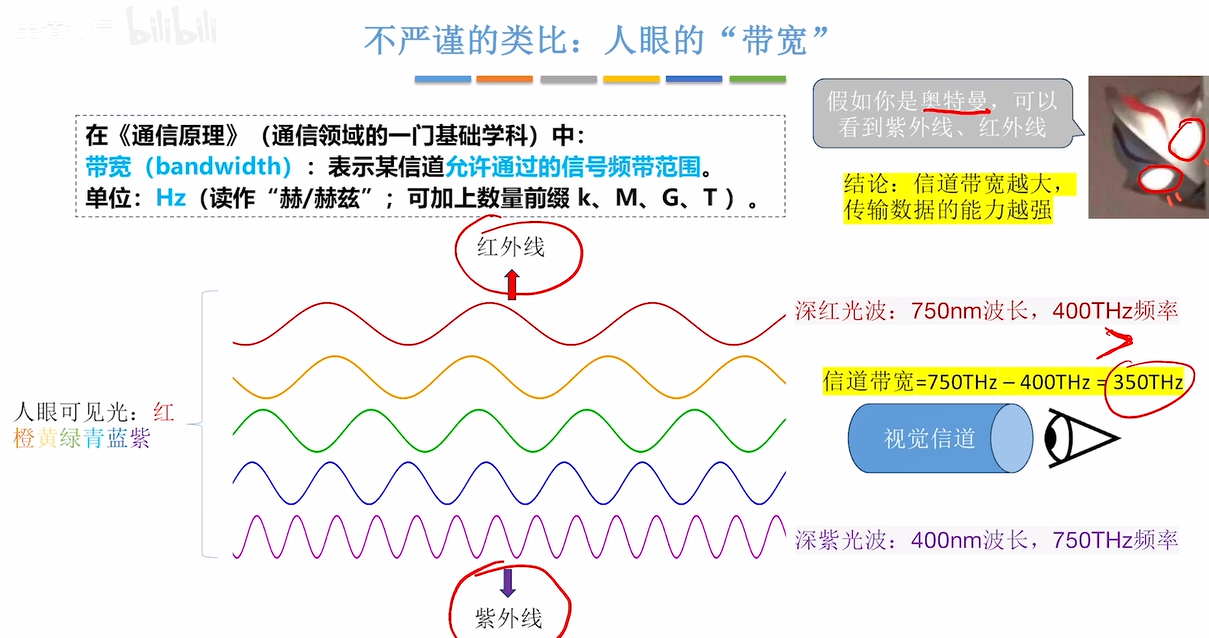 bilibili
不严谨的类比：人眼的“带宽”
假如你是奥特曼，可以
看到紫外线、红外线
在《通信原理》（通信领域的一门基础学科）中：
带宽（bandwidth）：表示某信道允许通过的信号频带范围。
单位：Hz（读作“赫/赫兹”；可加上数量前缀 k、M、G、T ）。
结论：信道带宽越大，
传输数据的能力越强
红外线
深红光波：750nm波长，400THz频率
信道带宽=750THz – 400THz = 350THz
人眼可见光：红
橙黄绿青蓝紫
视觉信道
深紫光波：400nm波长，750THz频率
紫外线